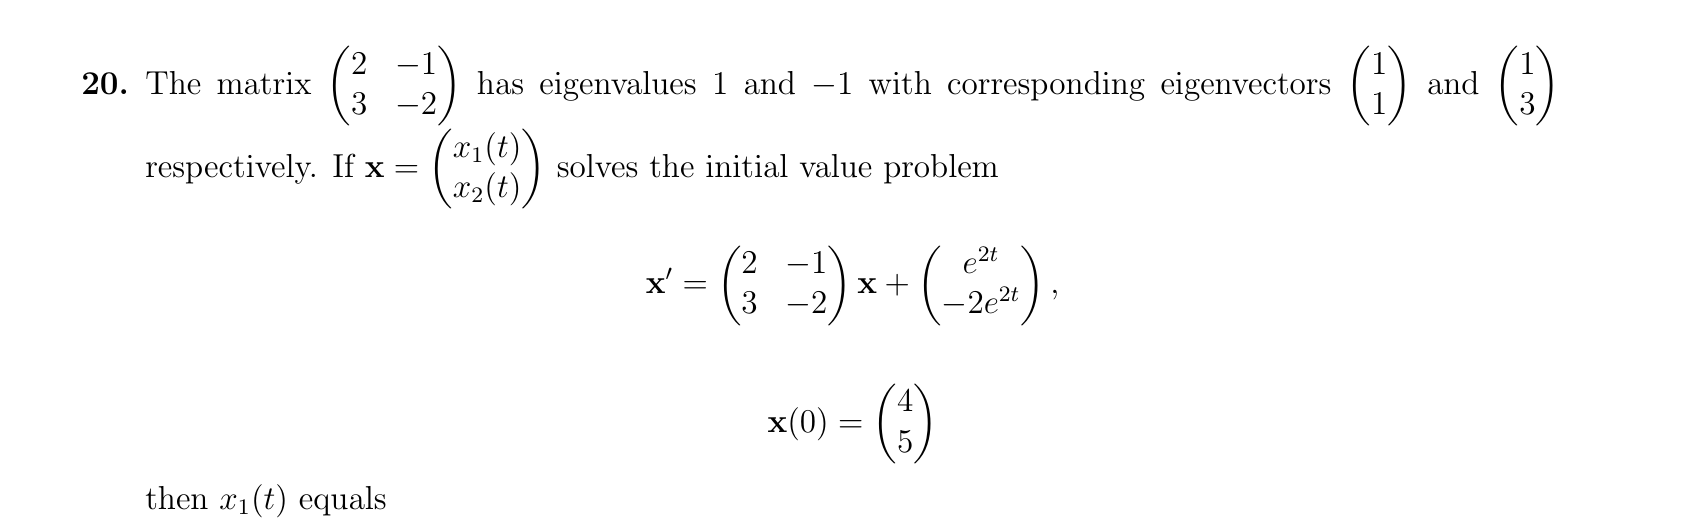 20. The matrix $\begin{pmatrix} 2 & -1 \\ 3 & -2 \end{pmatrix}$ has eigenvalues 1 and −1 with corresponding eigenvectors $\begin{pmatrix} 1 \\ 1 \end{pmatrix}$ and $\begin{pmatrix} 1 \\ 3 \end{pmatrix}$
respectively. If $\mathbf{x} = \begin{pmatrix} x_1(t) \\ x_2(t) \end{pmatrix}$ solves the initial value problem
$\mathbf{x}' = \begin{pmatrix} 2 & -1 \\ 3 & -2 \end{pmatrix} \mathbf{x} + \begin{pmatrix} e^{2t} \\ -2e^{2t} \end{pmatrix},$
$\mathbf{x}(0) = \begin{pmatrix} 4 \\ 5 \end{pmatrix}$
then $x_1(t)$ equals